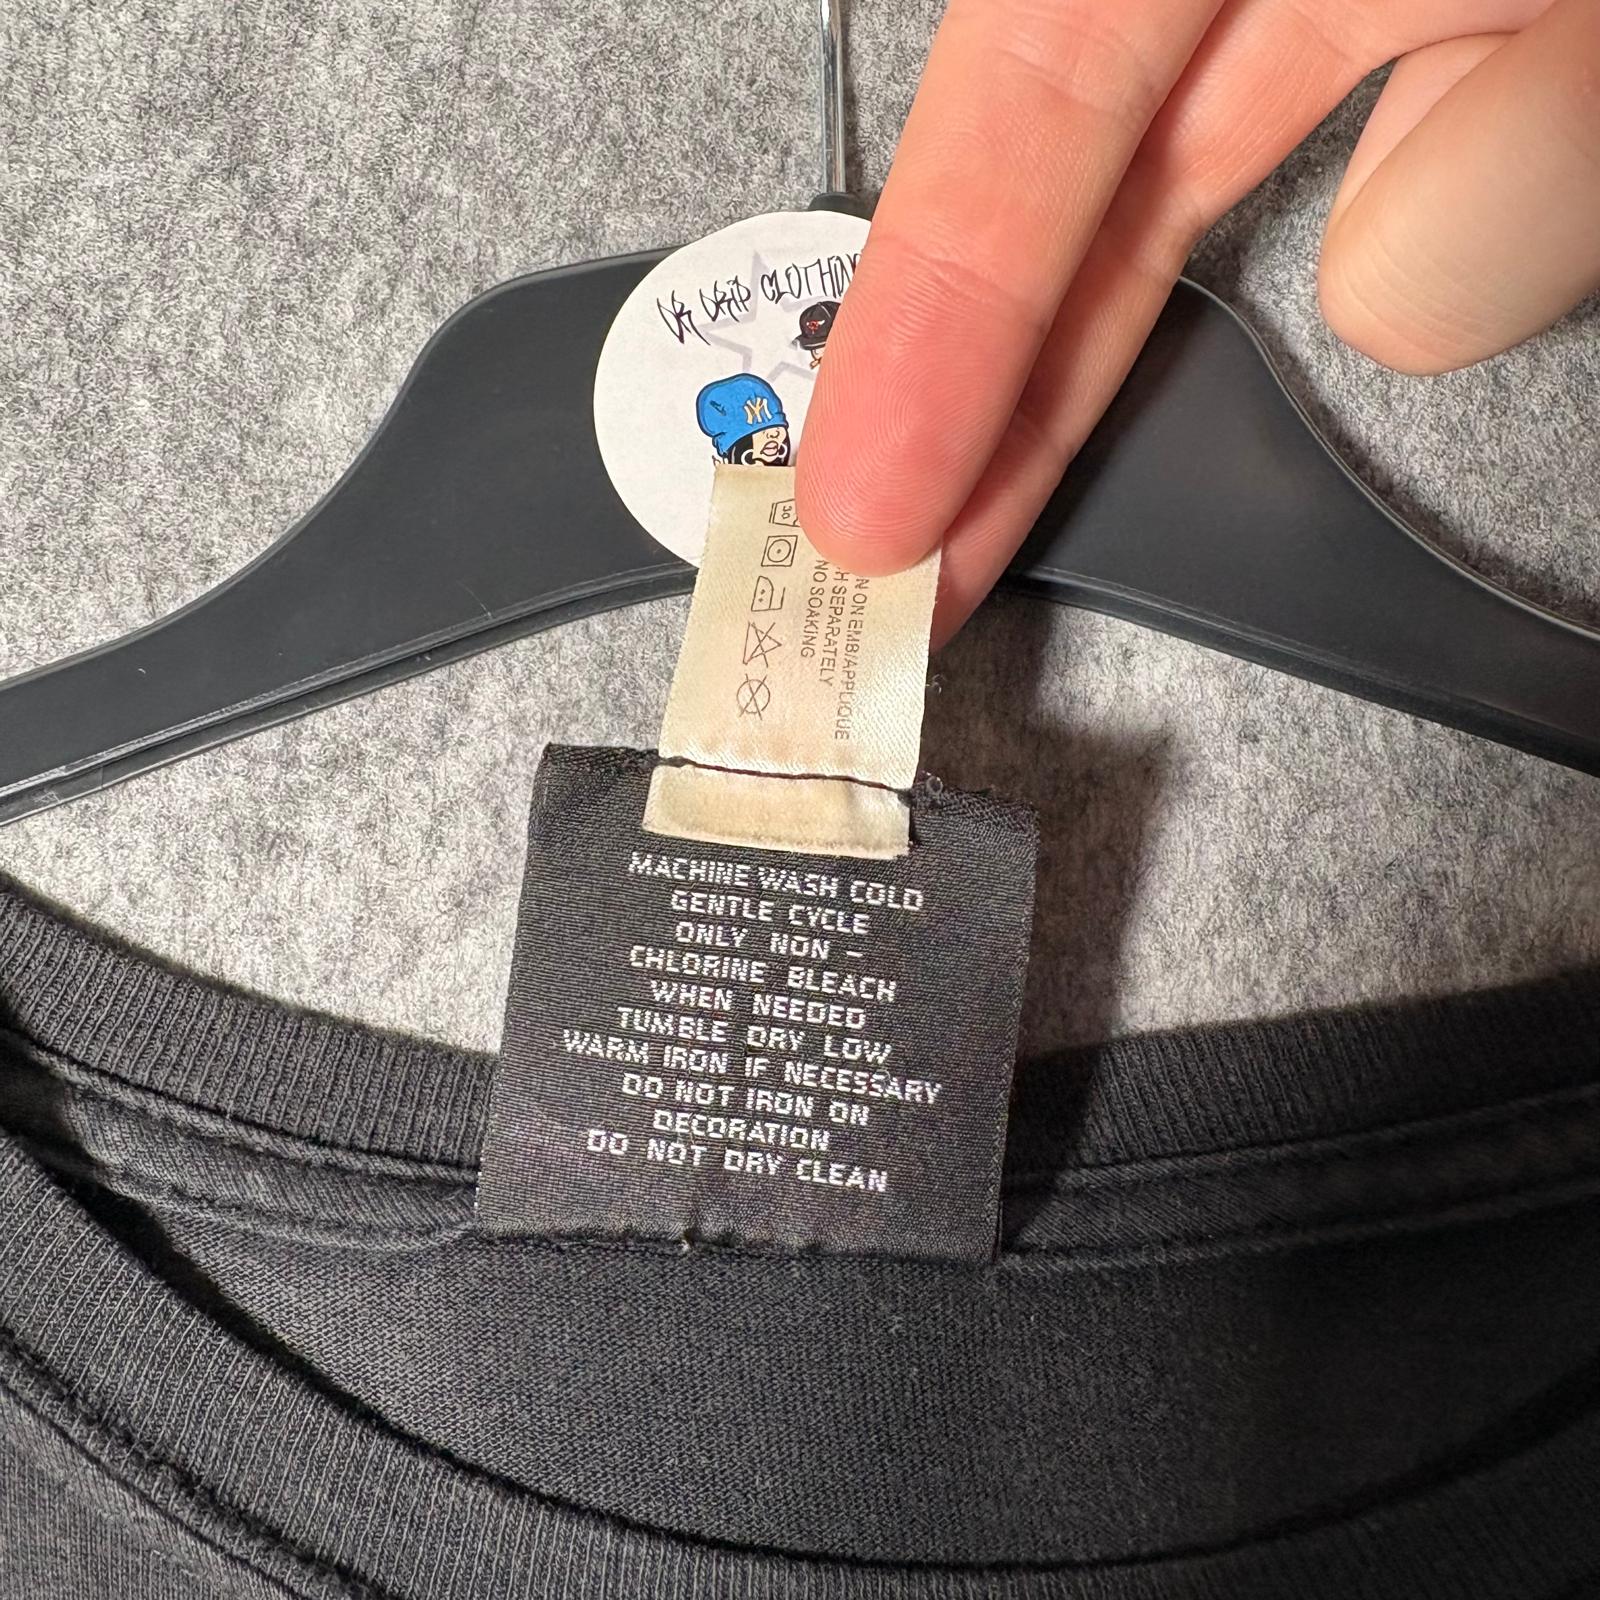 DR DRIP CLOTHING
NY
30
N ON EMB/APPLIQUE
H SEPARATELY
NO SOAKING
MACHINE WASH COLD
GENTLE CYCLE
ONLY NON -
CHLORINE BLEACH
WHEN NEEDED
TUMBLE DRY LOW
WARM IRON IF NECESSARY
DO NOT IRON ON
DECORATION
DO NOT DRY CLEAN